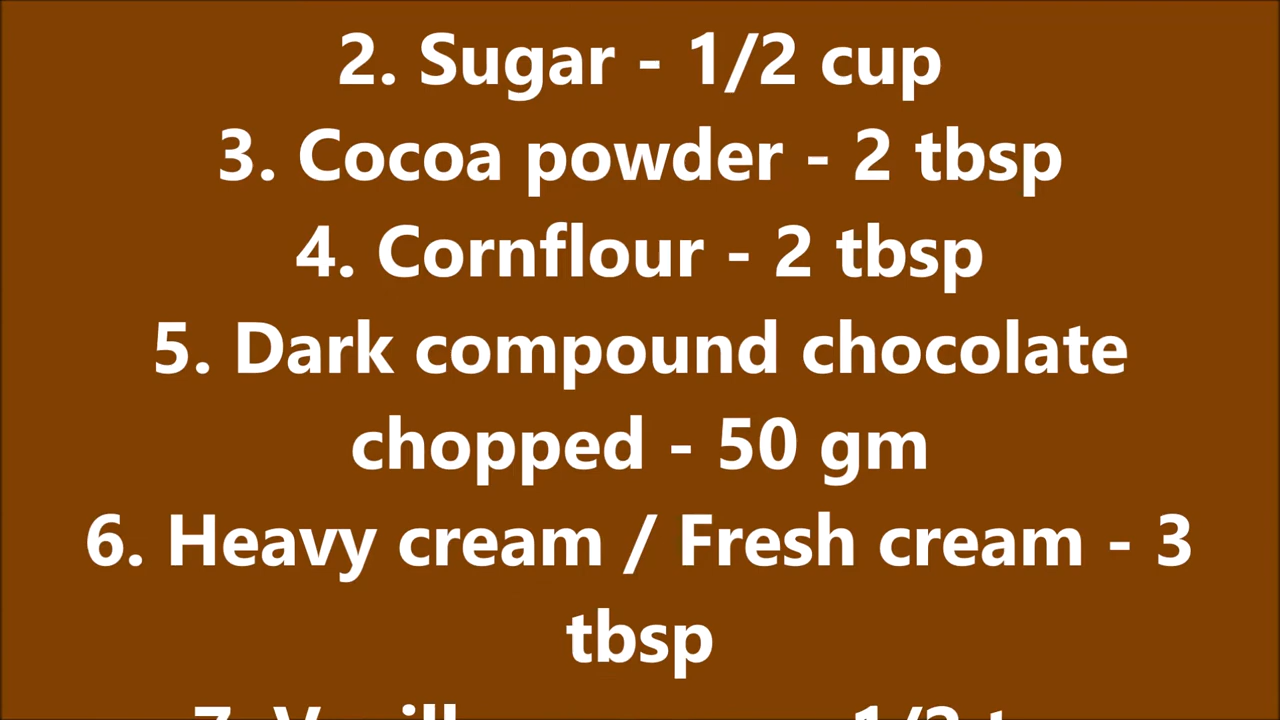 2. Sugar - 1/2 cup
3. Cocoa powder - 2 tbsp
4. Cornflour - 2 tbsp
5. Dark compound chocolate
chopped - 50 gm
6. Heavy cream / Fresh cream - 3
tbsp